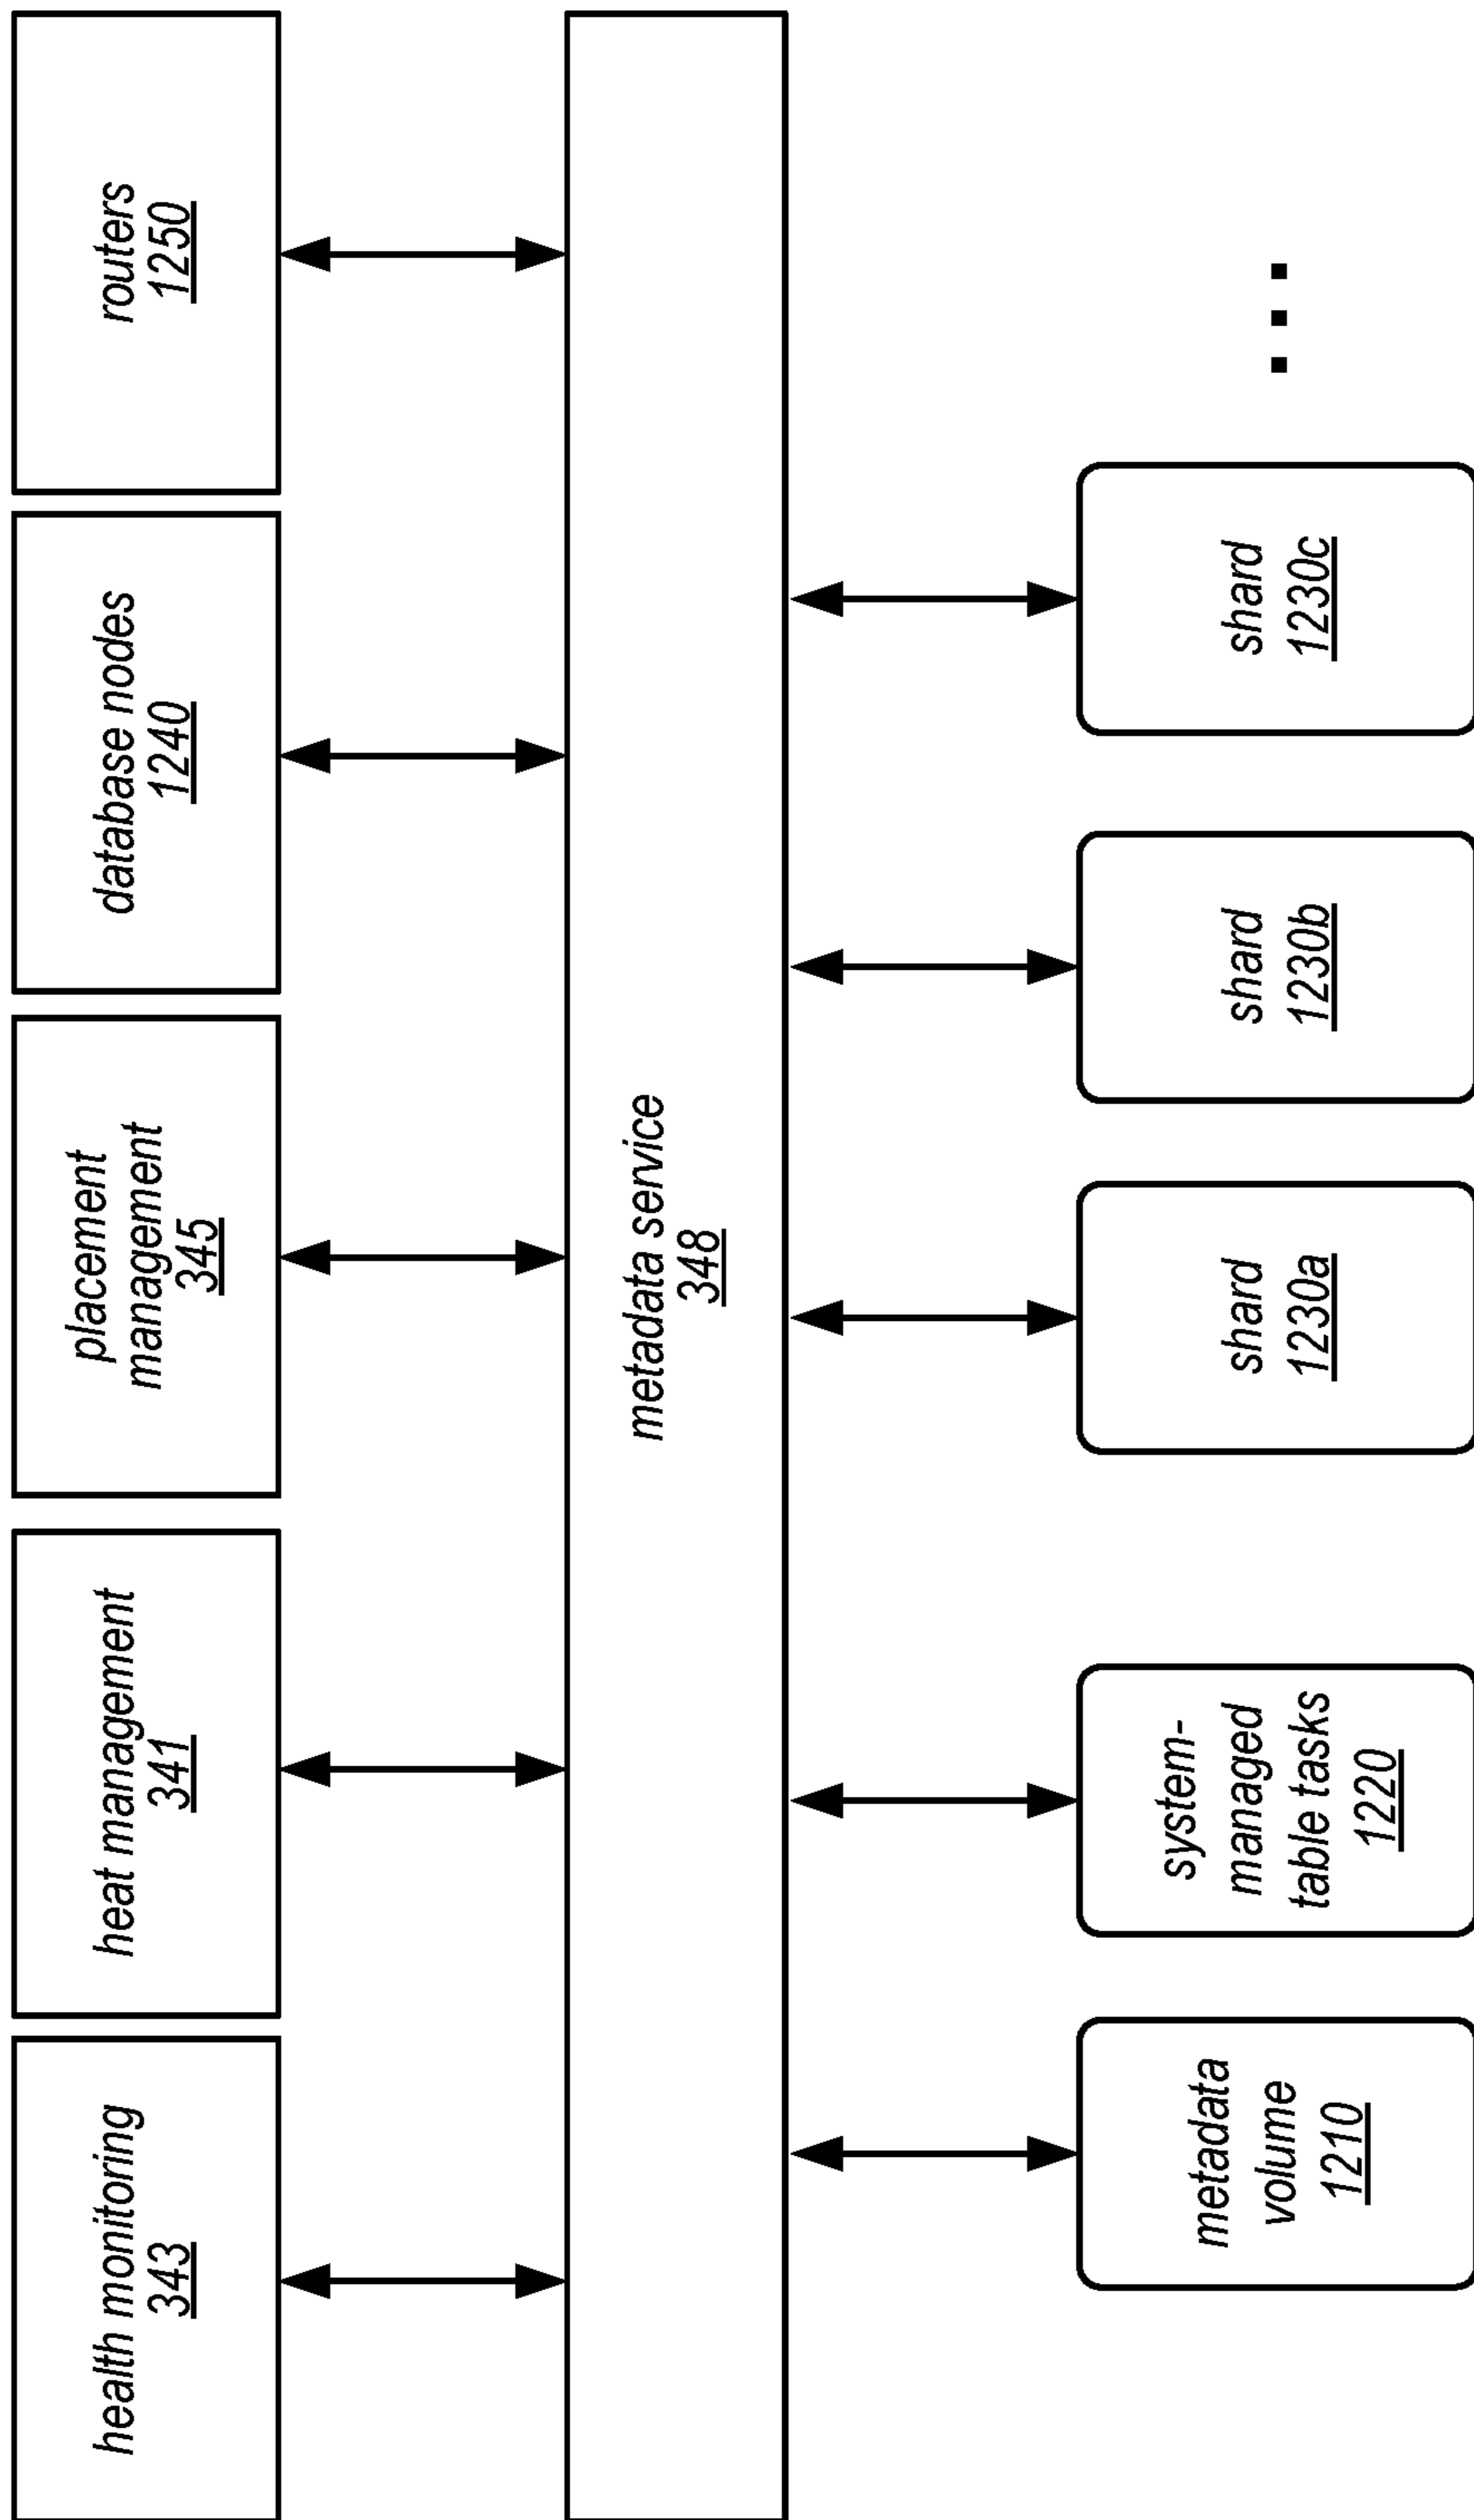 health monitoring
343
heat management
341
placement
management
345
database nodes
1240
routers
1250
metadata service
348
metadata
volume
1210
system-
managed
table tasks
1220
shard
1230a
shard
1230b
shard
1230c